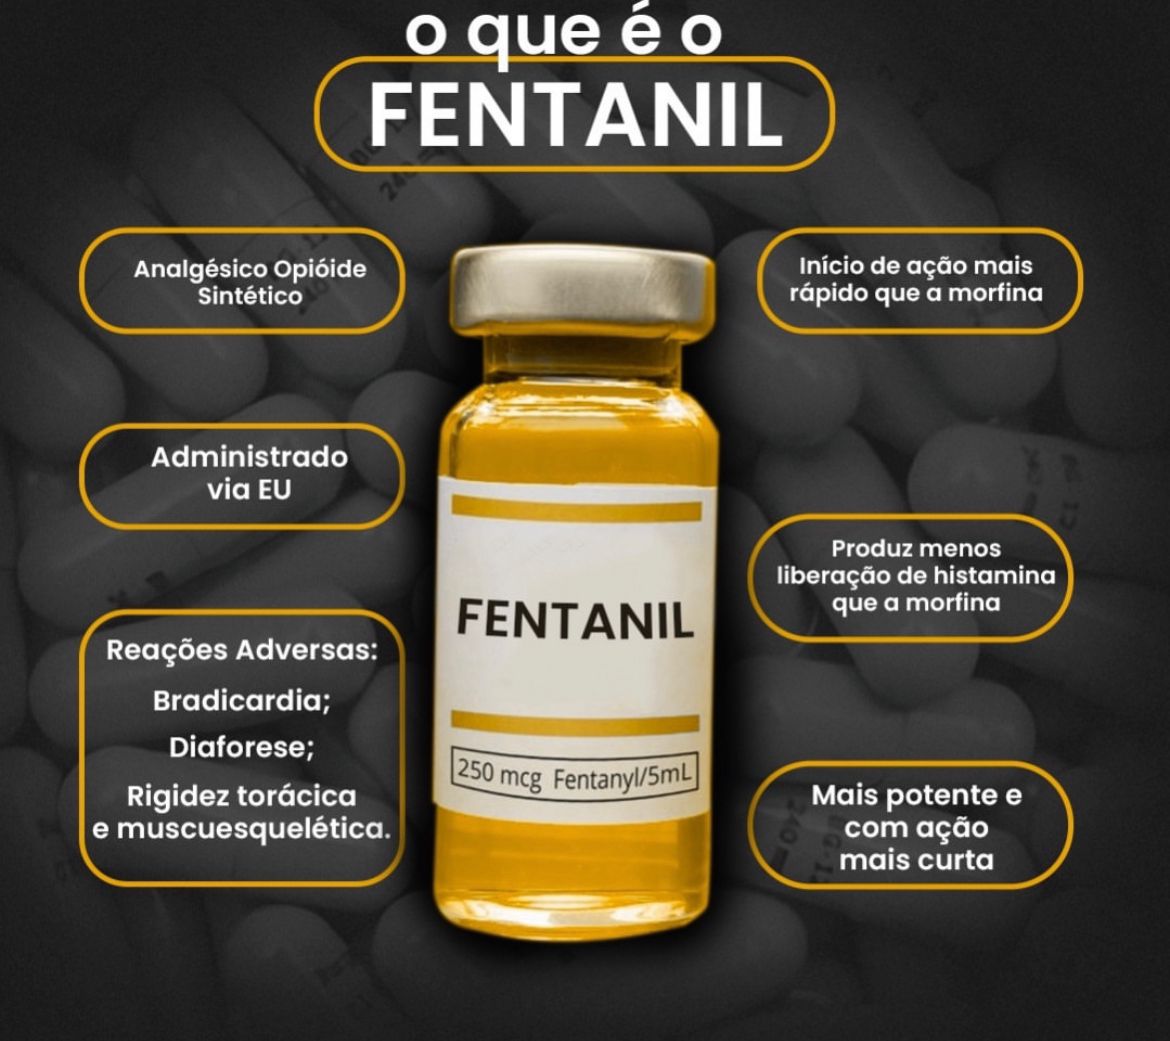 o que é o
FENTANIL
Analgésico Opióide
Sintético
Administrado
via EU
Reações Adversas:
Bradicardia;
Diaforese;
Rigidez torácica
e muscuesquelética.
FENTANIL
250 mcg Fentanyl/5mL
Início de ação mais
rápido que a morfina
Produz menos
liberação de histamina
que a morfina
Mais potente e
com ação
mais curta